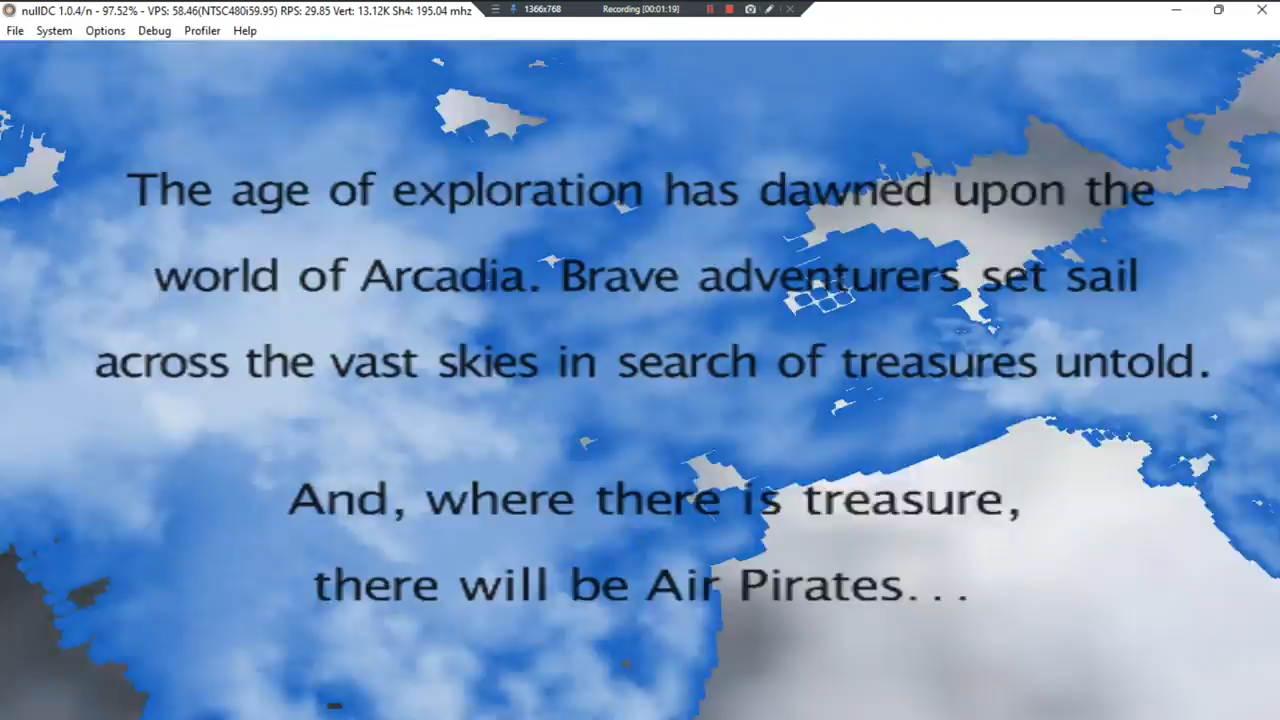 nullDC 1.0.4/n - 97.52% - VPS: 58.46(NTSC480i59.95) RPS: 29.85 Vert: 13.12K Sh4: 195.04 mhz
1366x768
Recording [00:01:19]
File System Options Debug Profiler Help
The age of exploration has dawned upon the
world of Arcadia. Brave adventurers set sail
across the vast skies in search of treasures untold.
And, where there is treasure,
there will be Air Pirates...